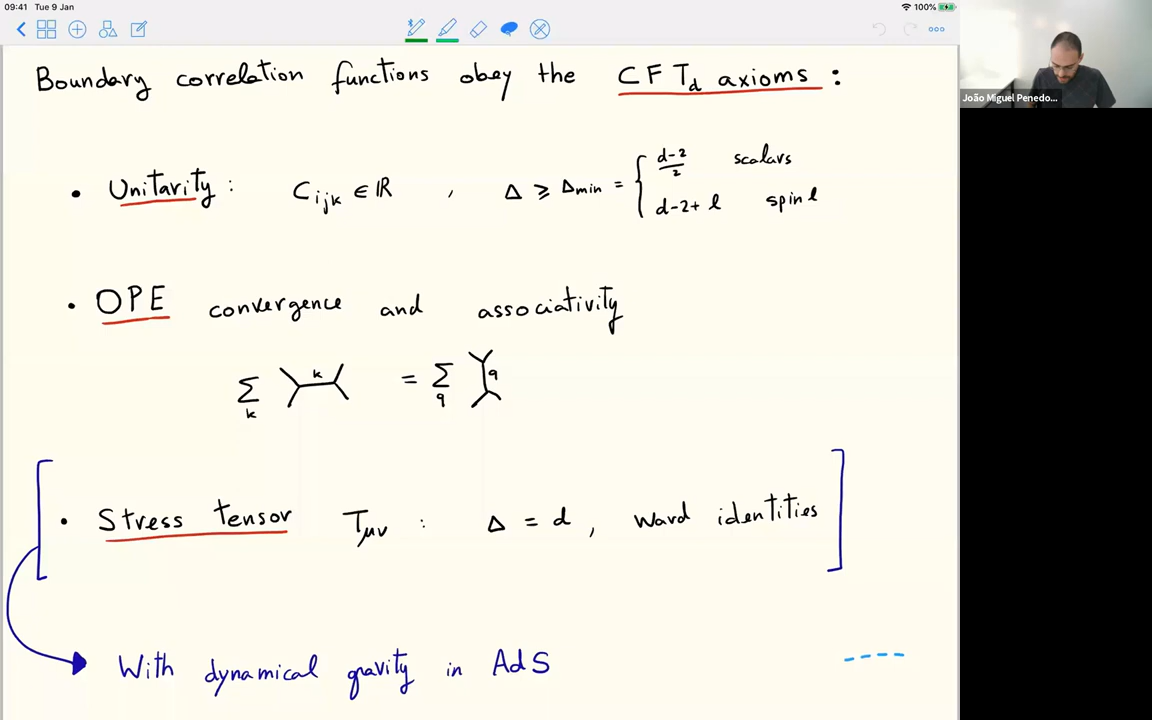 09:41 Tue 9 Jan
100%
Boundary correlation functions obey the CFT_d axioms :
João Miguel Penedo...
• Unitarity : C_ijk ∈ ℝ , Δ ≥ Δmin = { d-2/2 scalars
d-2+l spin l
• OPE convergence and associativity
Σ_k k = Σ_q q
• Stress tensor T_μν : Δ = d , Ward identities
With dynamical gravity in AdS